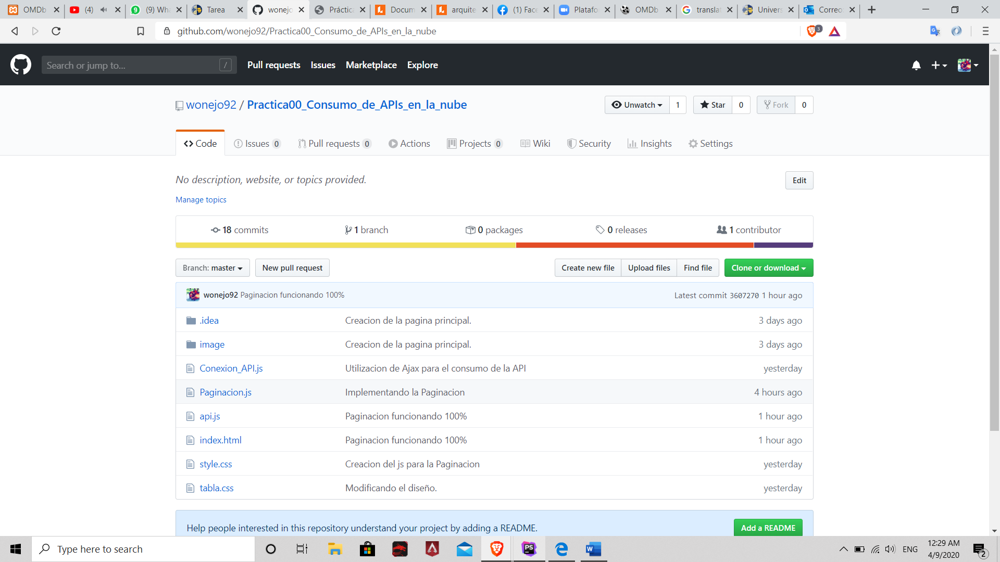 OMDb (4) (9) Wha Tarea wonejo Práctica Docum arquite (1) Face Platafo OMDb translat Univers Correo
github.com/wonejo92/Practica00_Consumo_de_APIs_en_la_nube 3
Search or jump to... / Pull requests Issues Marketplace Explore
wonejo92 / Practica00_Consumo_de_APIs_en_la_nube Unwatch 1 Star 0 Fork 0
Code Issues 0 Pull requests 0 Actions Projects 0 Wiki Security Insights Settings
No description, website, or topics provided. Edit
Manage topics
18 commits 1 branch 0 packages 0 releases 1 contributor
Branch: master New pull request Create new file Upload files Find file Clone or download
wonejo92 Paginacion funcionando 100% Latest commit 3607270 1 hour ago
.idea Creacion de la pagina principal. 3 days ago
image Creacion de la pagina principal. 3 days ago
Conexion_API.js Utilizacion de Ajax para el consumo de la API yesterday
Paginacion.js Implementando la Paginacion 4 hours ago
api.js Paginacion funcionando 100% 1 hour ago
index.html Paginacion funcionando 100% 1 hour ago
style.css Creacion del js para la Paginacion yesterday
tabla.css Modificando el diseño. yesterday
Help people interested in this repository understand your project by adding a README. Add a README
Type here to search PS W ENG 12:29 AM
4/9/2020 2